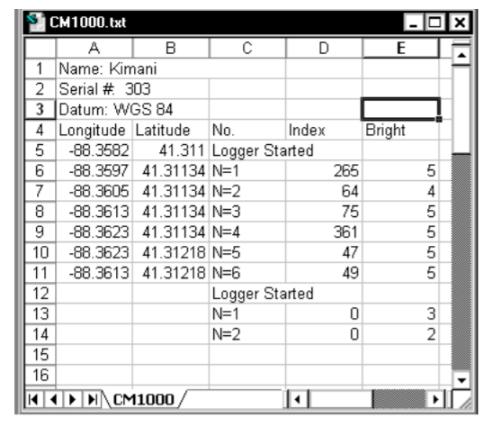 CM1000.txt
A B C D E
1 Name: Kimani
2 Serial #: 303
3 Datum: WGS 84
4 Longitude Latitude No. Index Bright
5 -88.3582 41.311 Logger Started
6 -88.3597 41.31134 N=1 265 5
7 -88.3605 41.31134 N=2 64 4
8 -88.3613 41.31134 N=3 75 5
9 -88.3623 41.31134 N=4 361 5
10 -88.3623 41.31218 N=5 47 5
11 -88.3613 41.31218 N=6 49 5
12 Logger Started
13 N=1 0 3
14 N=2 0 2
15
16
CM1000